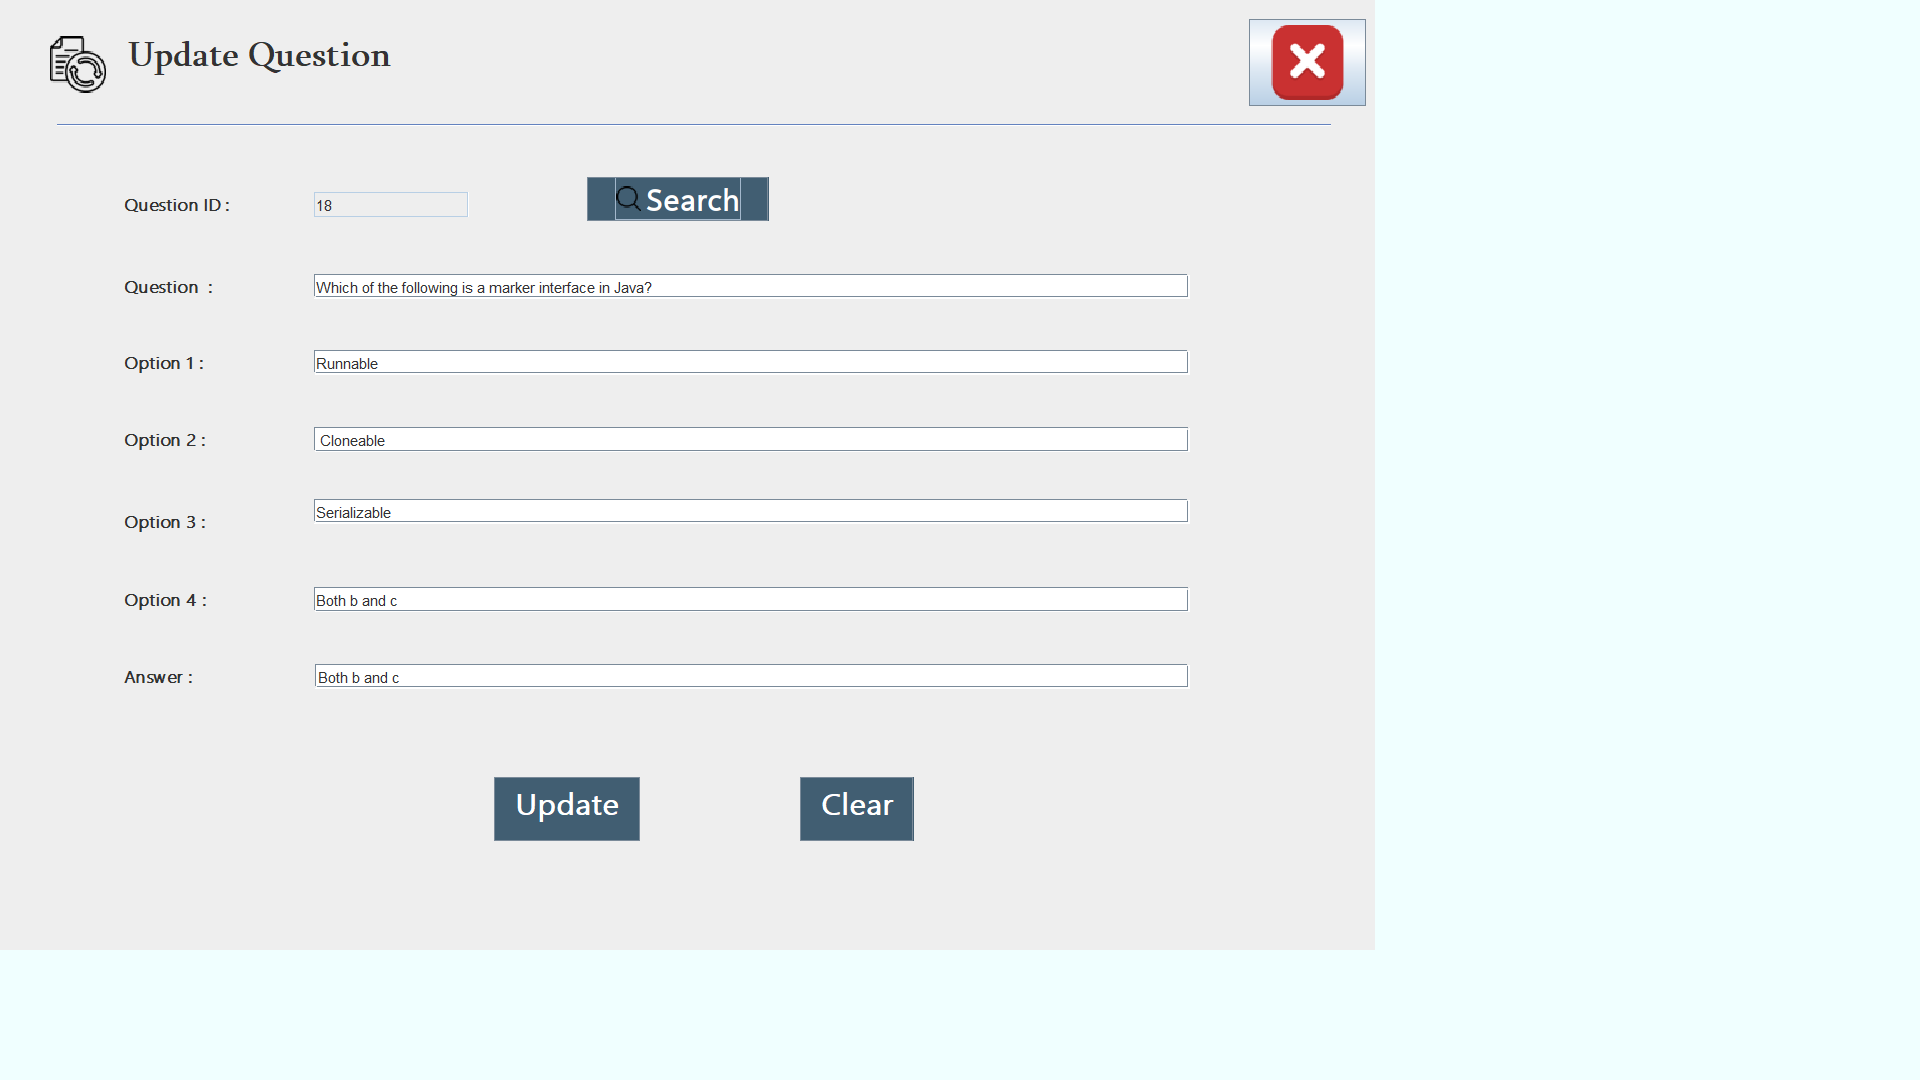 Update Question
Question ID : 18 Search
Question : Which of the following is a marker interface in Java?
Option 1 : Runnable
Option 2 : Cloneable
Option 3 : Serializable
Option 4 : Both b and c
Answer : Both b and c
Update Clear